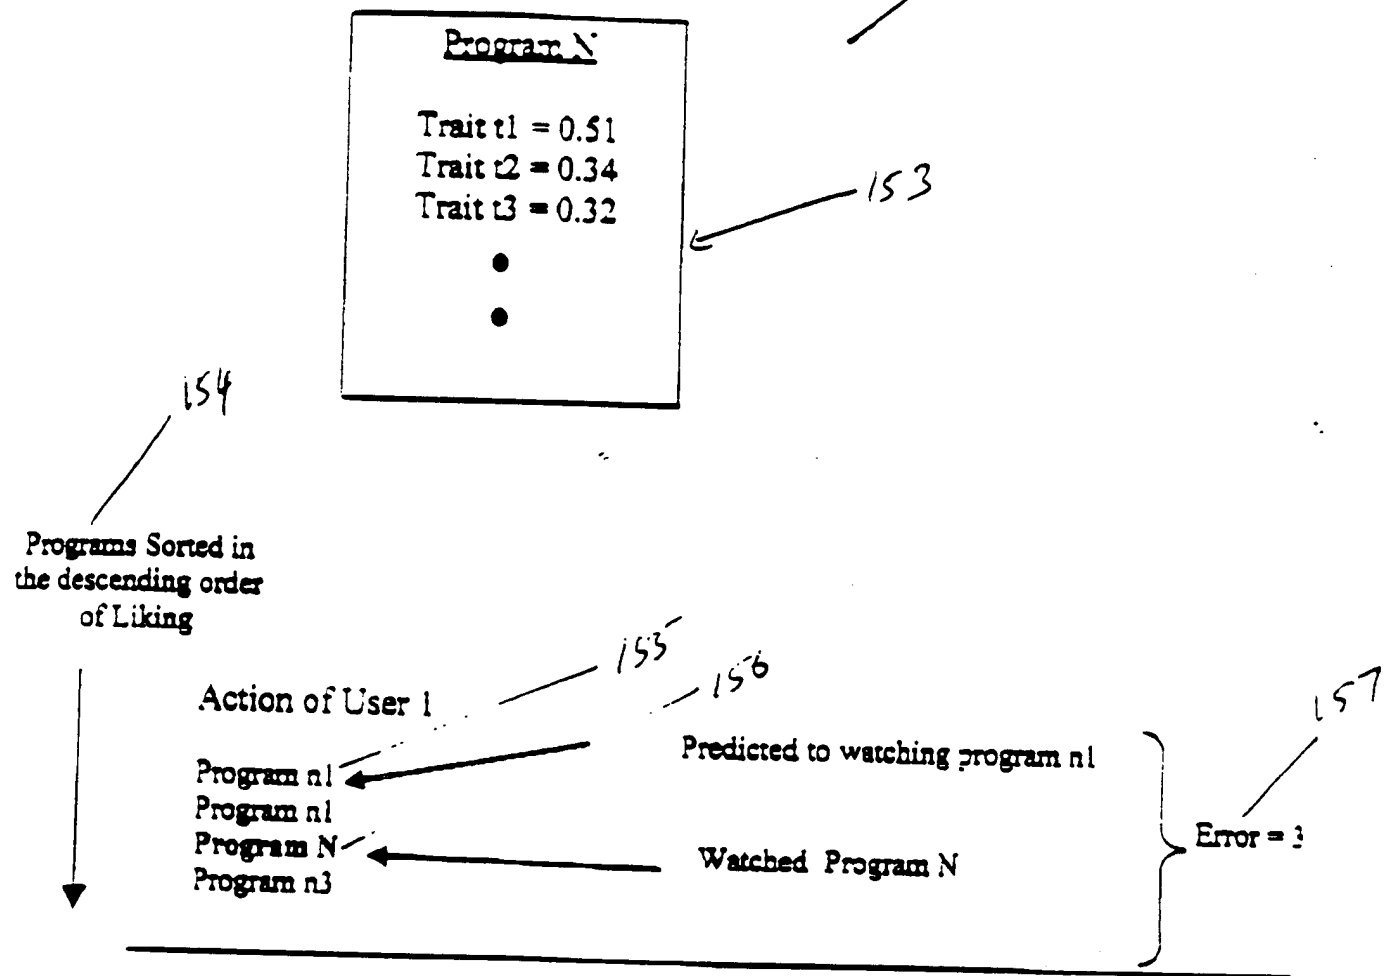 Program N
Trait t1 = 0.51
Trait t2 = 0.34
Trait t3 = 0.32
153
154
Programs Sorted in
the descending order
of Liking
155
156
157
Action of User 1
Program n1
Program n1
Program N
Program n3
Predicted to watching program n1
Watched Program N
Error =